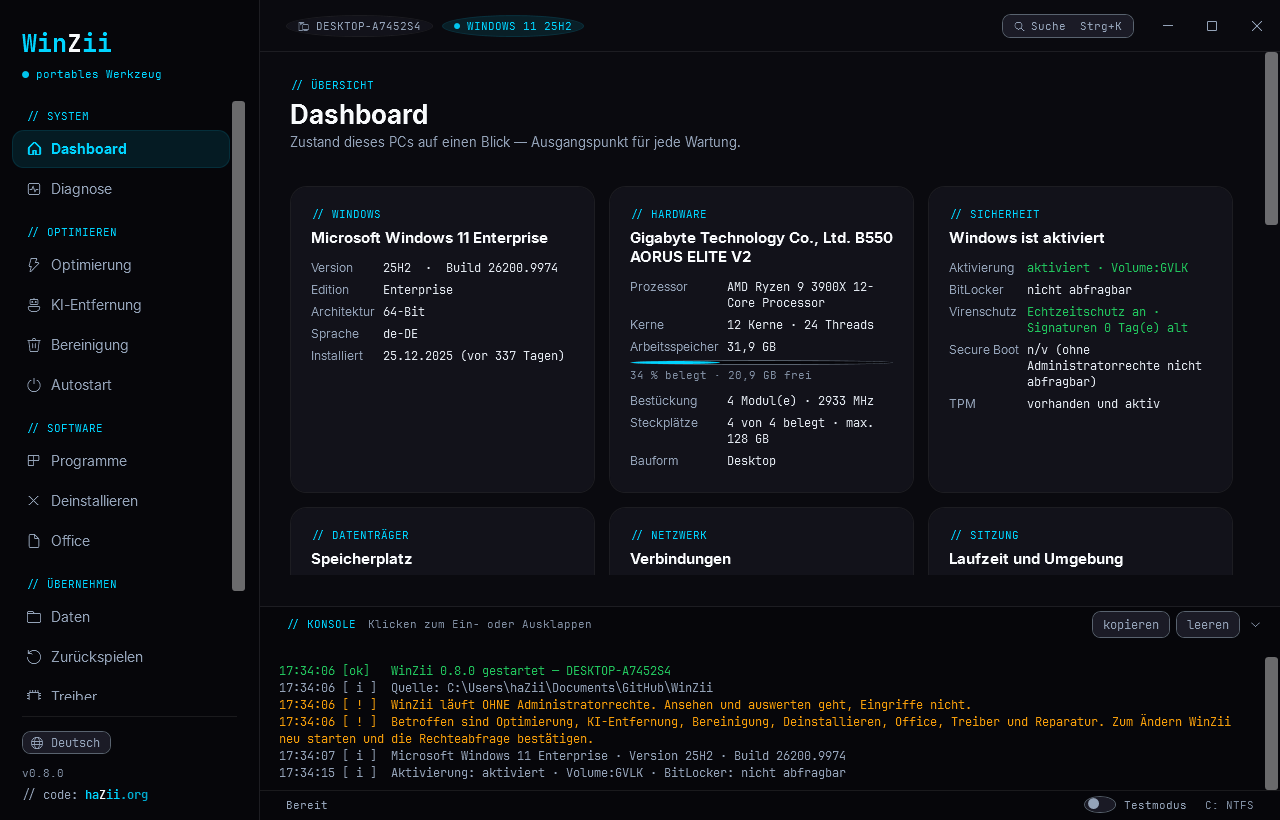 WinZii
portables Werkzeug
// SYSTEM
Dashboard
Diagnose
// OPTIMIEREN
Optimierung
KI-Entfernung
Bereinigung
Autostart
// SOFTWARE
Programme
Deinstallieren
Office
// ÜBERNEHMEN
Daten
Zurückspielen
Treiber
Deutsch
v0.8.0
// code: haZii.org
DESKTOP-A7452S4
WINDOWS 11 25H2
Suche Strg+K
// ÜBERSICHT
Dashboard
Zustand dieses PCs auf einen Blick — Ausgangspunkt für jede Wartung.
// WINDOWS
Microsoft Windows 11 Enterprise
Version 25H2 · Build 26200.9974
Edition Enterprise
Architektur 64-Bit
Sprache de-DE
Installiert 25.12.2025 (vor 337 Tagen)
// HARDWARE
Gigabyte Technology Co., Ltd. B550
AORUS ELITE V2
Prozessor AMD Ryzen 9 3900X 12-
Core Processor
Kerne 12 Kerne · 24 Threads
Arbeitsspeicher 31,9 GB
34 % belegt · 20,9 GB frei
Bestückung 4 Modul(e) · 2933 MHz
Steckplätze 4 von 4 belegt · max.
128 GB
Bauform Desktop
// SICHERHEIT
Windows ist aktiviert
Aktivierung aktiviert · Volume:GVLK
BitLocker nicht abfragbar
Virenschutz Echtzeitschutz an ·
Signaturen 0 Tag(e) alt
Secure Boot n/v (ohne
Administratorrechte nicht
abfragbar)
TPM vorhanden und aktiv
// DATENTRÄGER
Speicherplatz
// NETZWERK
Verbindungen
// SITZUNG
Laufzeit und Umgebung
// KONSOLE Klicken zum Ein- oder Ausklappen
kopieren
leeren
17:34:06 [ok] WinZii 0.8.0 gestartet — DESKTOP-A7452S4
17:34:06 [ i ] Quelle: C:\Users\haZii\Documents\GitHub\WinZii
17:34:06 [ ! ] WinZii läuft OHNE Administratorrechte. Ansehen und auswerten geht, Eingriffe nicht.
17:34:06 [ ! ] Betroffen sind Optimierung, KI-Entfernung, Bereinigung, Deinstallieren, Office, Treiber und Reparatur. Zum Ändern WinZii
neu starten und die Rechteabfrage bestätigen.
17:34:07 [ i ] Microsoft Windows 11 Enterprise · Version 25H2 · Build 26200.9974
17:34:15 [ i ] Aktivierung: aktiviert · Volume:GVLK · BitLocker: nicht abfragbar
Bereit
Testmodus
C: NTFS